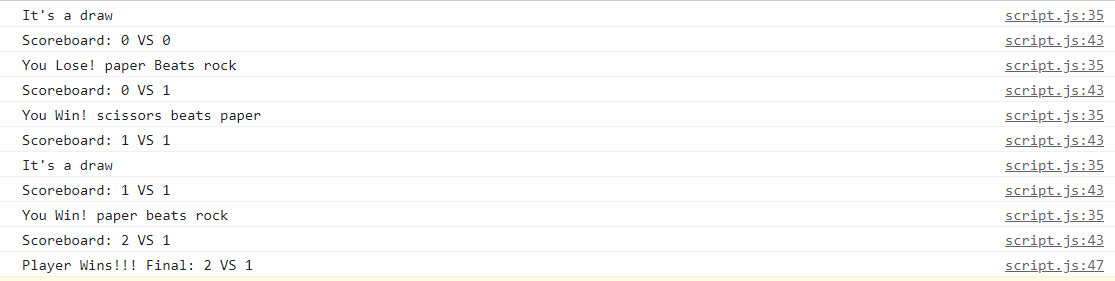 It's a draw script.js:35
Scoreboard: 0 VS 0 script.js:43
You Lose! paper Beats rock script.js:35
Scoreboard: 0 VS 1 script.js:43
You Win! scissors beats paper script.js:35
Scoreboard: 1 VS 1 script.js:43
It's a draw script.js:35
Scoreboard: 1 VS 1 script.js:43
You Win! paper beats rock script.js:35
Scoreboard: 2 VS 1 script.js:43
Player Wins!!! Final: 2 VS 1 script.js:47